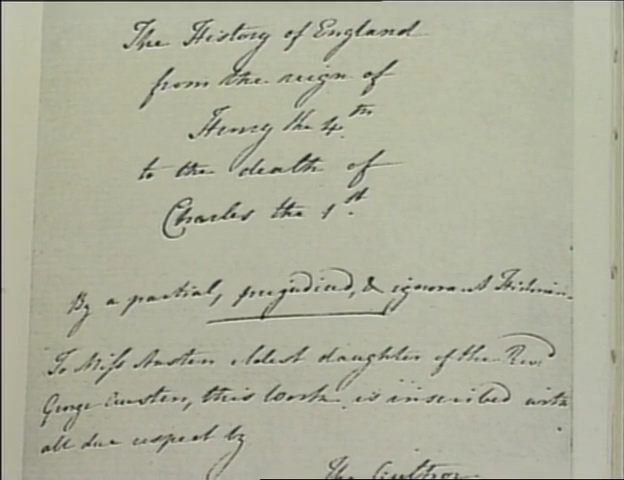 The History of England
from the reign of
Henry the 4th
to the death of
Charles the 1st
By a partial, prejudiced, & ignorant Historian.
To Miss Austen eldest daughter of the Revd
George Austen, this work is inscribed with
all due respect by
The Author